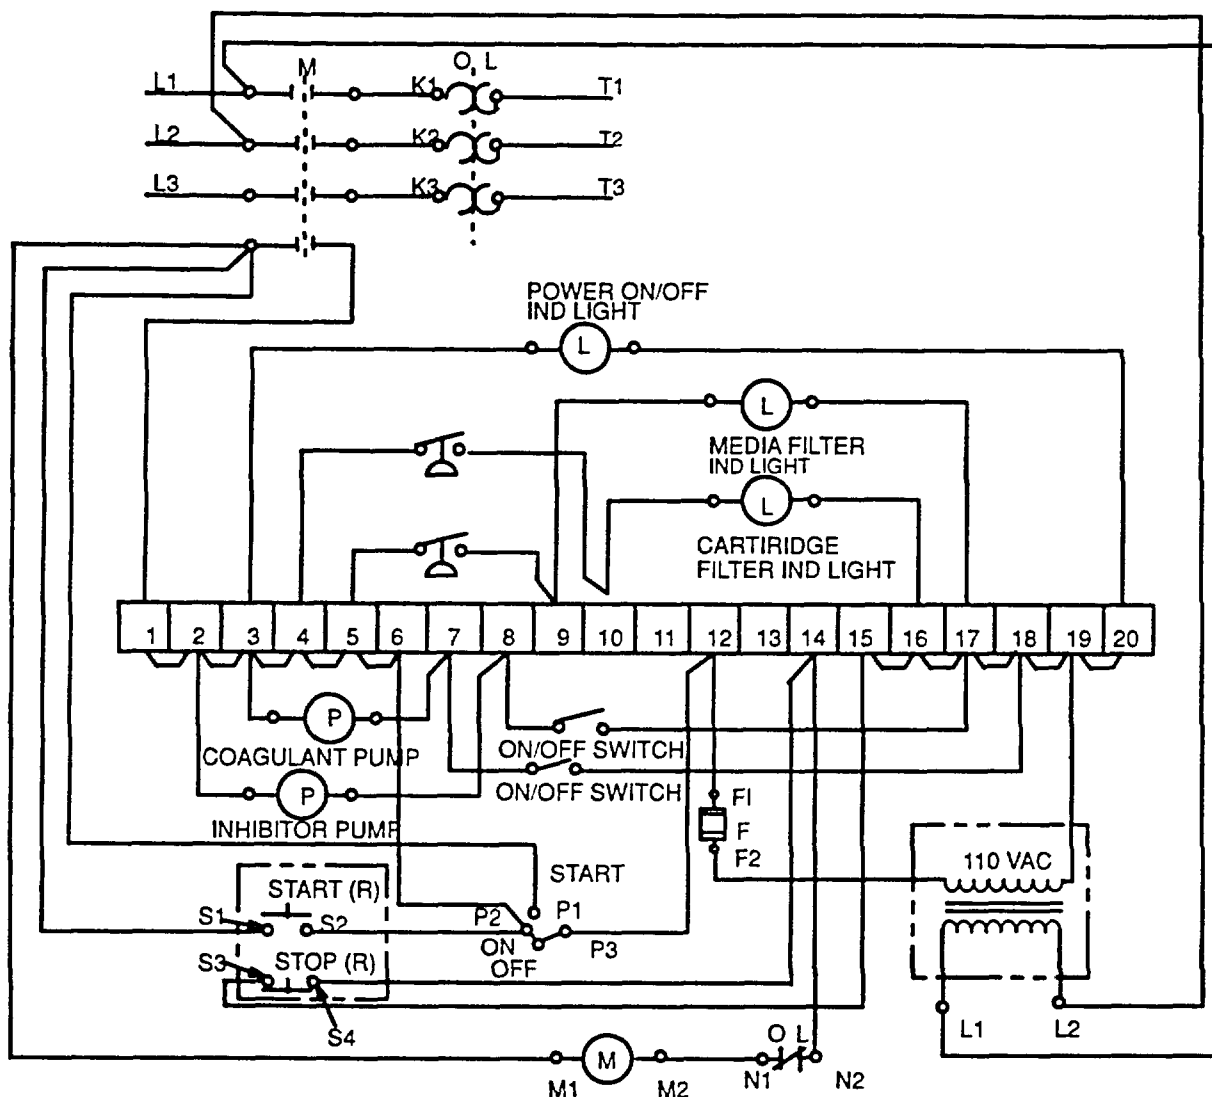 M
O L
L1
K1
T1
L2
K2
T2
L3
K3
T3
POWER ON/OFF
IND LIGHT
L
L
MEDIA FILTER
IND LIGHT
L
CARTIRIDGE
FILTER IND LIGHT
1 2 3 4 5 6 7 8 9 10 11 12 13 14 15 16 17 18 19 20
P
COAGULANT PUMP
ON/OFF SWITCH
P
ON/OFF SWITCH
INHIBITOR PUMP
F1
F
F2
110 VAC
START
START (R)
S1
S2
P2
P1
ON
P3
OFF
S3
STOP (R)
S4
L1
L2
O L
M
M1
M2
N1
N2